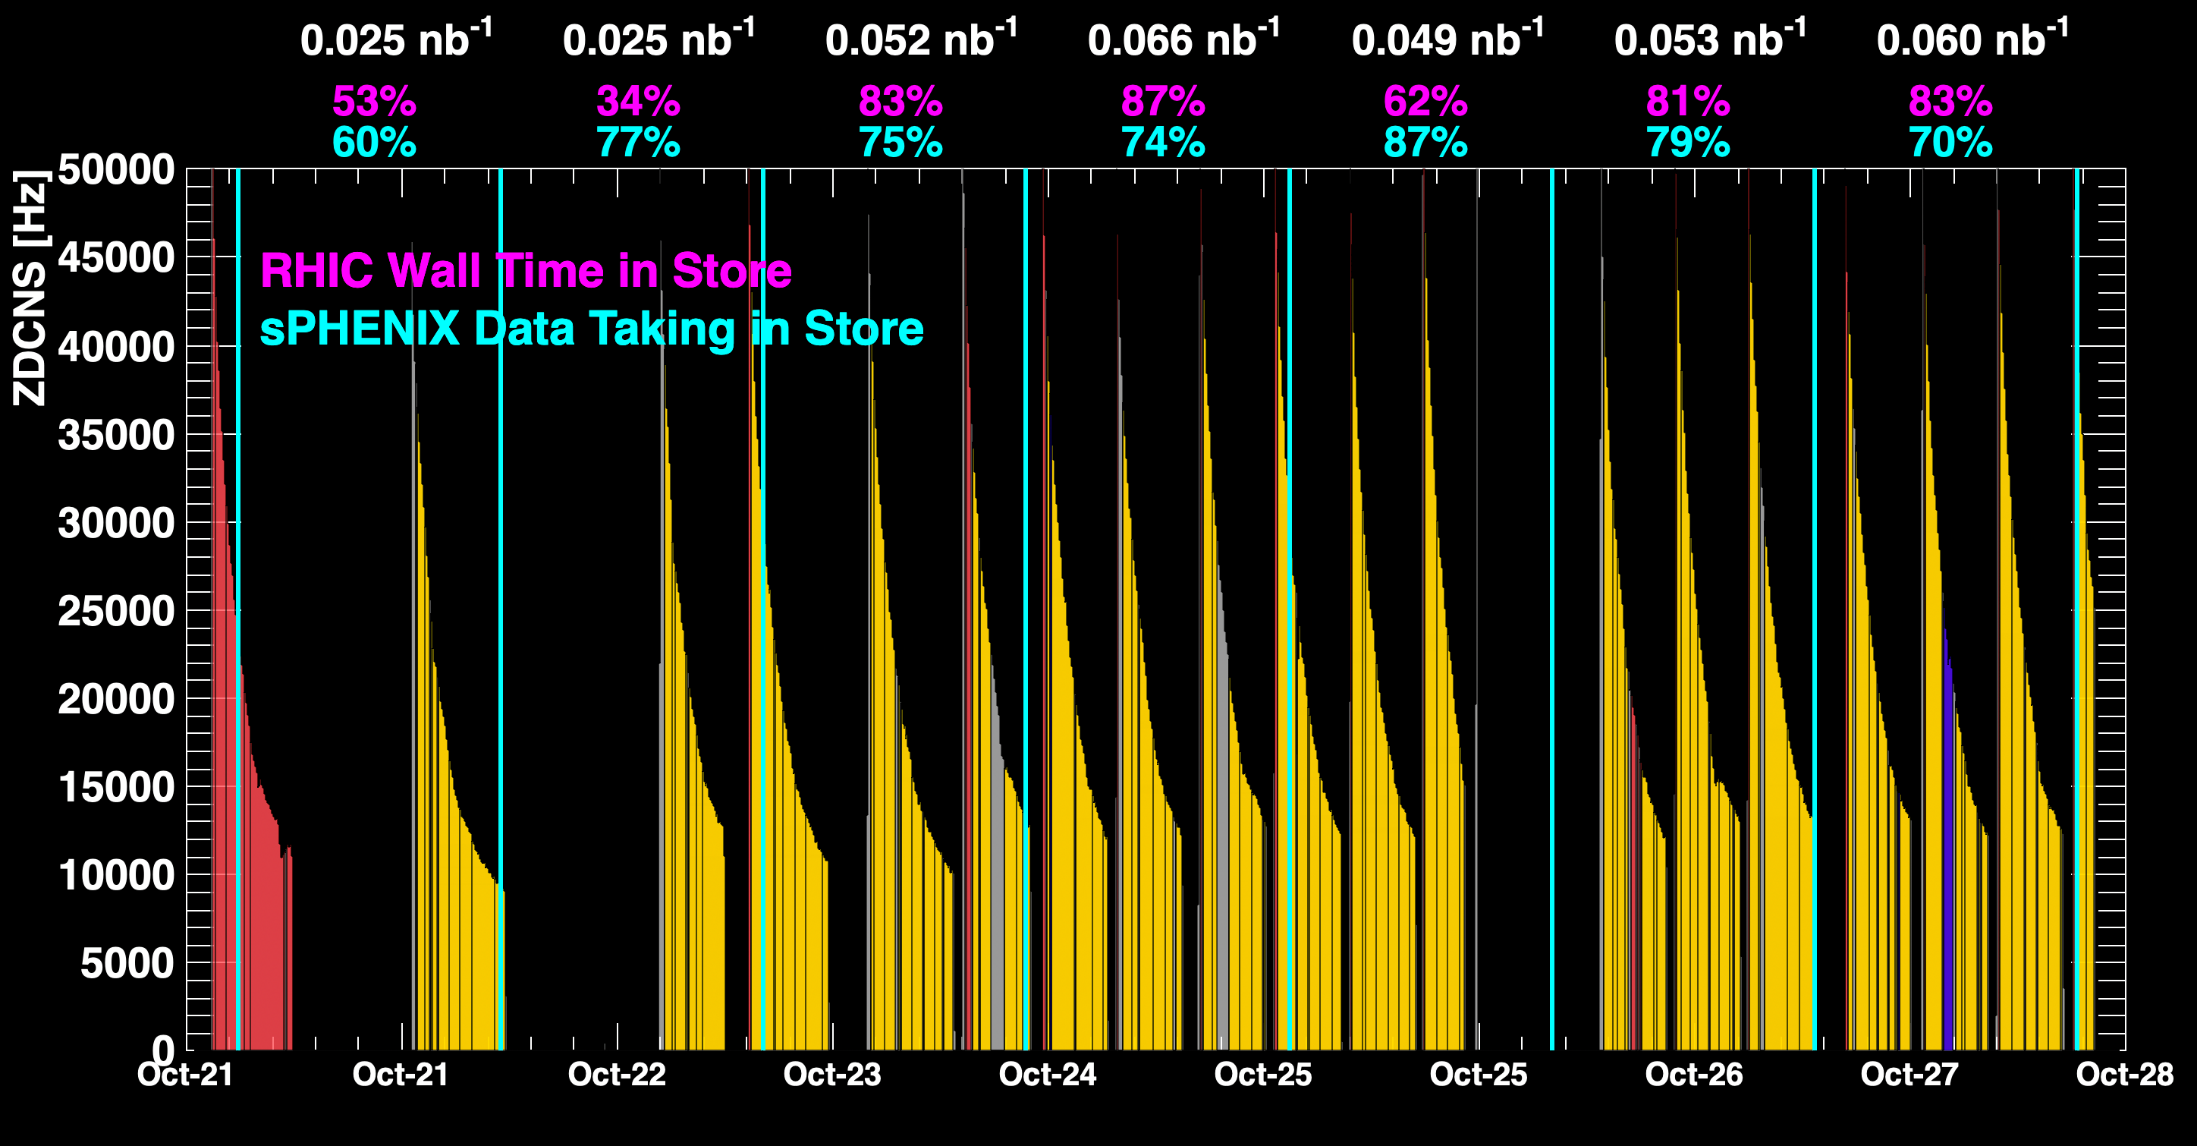 0.025 nb-1 0.025 nb-1 0.052 nb-1 0.066 nb-1 0.049 nb-1 0.053 nb-1 0.060 nb-1
53% 34% 83% 87% 62% 81% 83%
60% 77% 75% 74% 87% 79% 70%
ZDCNS [Hz]
50000
45000
RHIC Wall Time in Store
sPHENIX Data Taking in Store
40000
35000
30000
25000
20000
15000
10000
5000
0
Oct-21 Oct-21 Oct-22 Oct-23 Oct-24 Oct-25 Oct-25 Oct-26 Oct-27 Oct-28